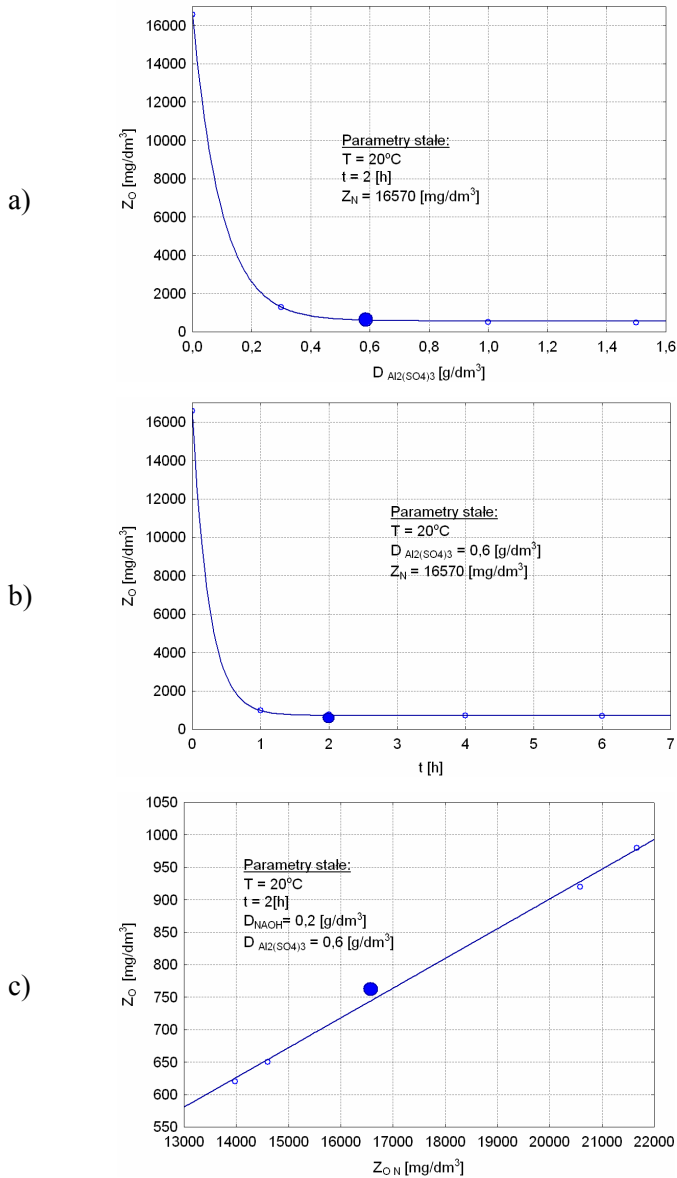 a)
Z_O [mg/dm³]
16000
14000
12000
10000
8000
6000
4000
2000
0
Parametry stałe:
T = 20°C
t = 2 [h]
Z_N = 16570 [mg/dm³]
0,0 0,2 0,4 0,6 0,8 1,0 1,2 1,4 1,6
D Al2(SO4)3 [g/dm³]
b)
Z_O [mg/dm³]
16000
14000
12000
10000
8000
6000
4000
2000
0
Parametry stałe:
T = 20°C
D Al2(SO4)3 = 0,6 [g/dm³]
Z_N = 16570 [mg/dm³]
0 1 2 3 4 5 6 7
t [h]
c)
Z_O [mg/dm³]
1050
1000
950
900
850
800
750
700
650
600
550
Parametry stałe:
T = 20°C
t = 2[h]
D_NAOH= 0,2 [g/dm³]
D Al2(SO4)3 = 0,6 [g/dm³]
13000 14000 15000 16000 17000 18000 19000 20000 21000 22000
Z_O N [mg/dm³]